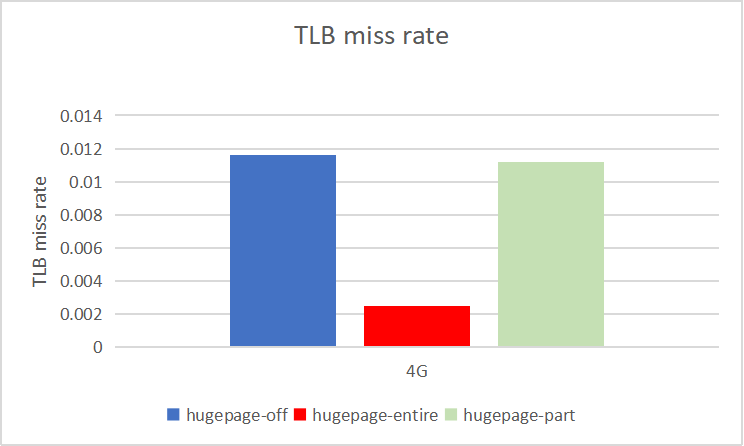 TLB miss rate
0.014
0.012
0.01
0.008
0.006
0.004
0.002
0
TLB miss rate
4G
hugepage-off hugepage-entire hugepage-part